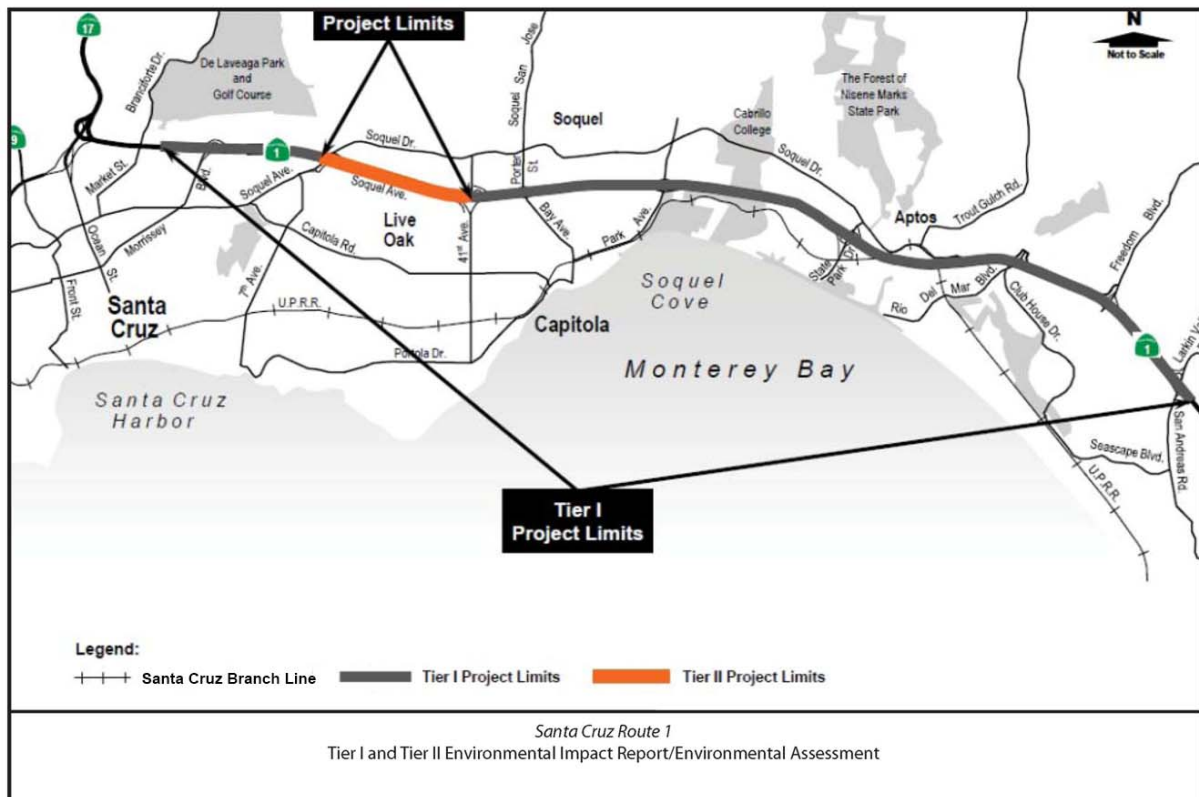 17
Project Limits
N
Not to Scale
De Laveaga Park
and
Golf Course
Branciforte Dr.
Soquel San Jose
The Forest of
Nisene Marks
State Park
Cabrillo
College
9
1
Soquel Dr.
Soquel
Porter St.
Soquel Dr.
Market St.
Blvd.
Soquel Ave.
Soquel Ave.
Live
Oak
41st Ave.
Bay Ave.
Park Ave.
Aptos
Trout Gulch Rd.
Freedom Blvd.
Morrissey
Ocean St.
Front St.
Capitola Rd.
7th Ave.
State
Park Dr.
Rio Del Mar Blvd.
Club House Dr.
Santa
Cruz
U.P.R.R.
Capitola
Soquel
Cove
1
Larkin
Portola Dr.
Monterey Bay
Santa Cruz
Harbor
San Andreas Rd.
Seascape Blvd.
U.P.R.R.
Tier I
Project Limits
Legend:
Santa Cruz Branch Line
Tier I Project Limits
Tier II Project Limits
Santa Cruz Route 1
Tier I and Tier II Environmental Impact Report/Environmental Assessment